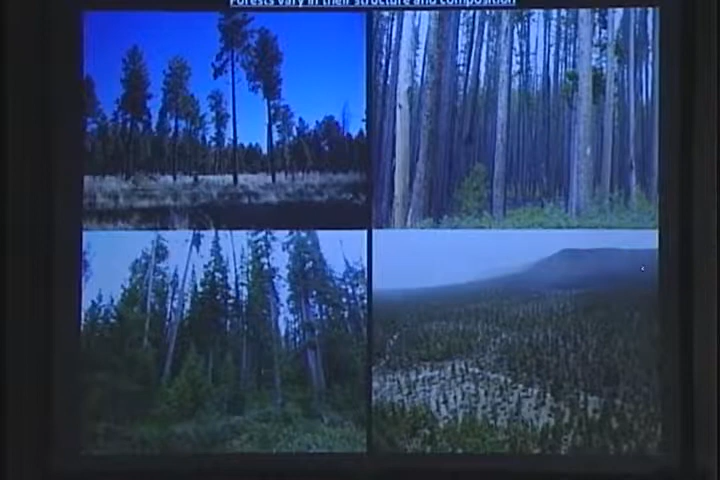 Forests vary in their structure and composition